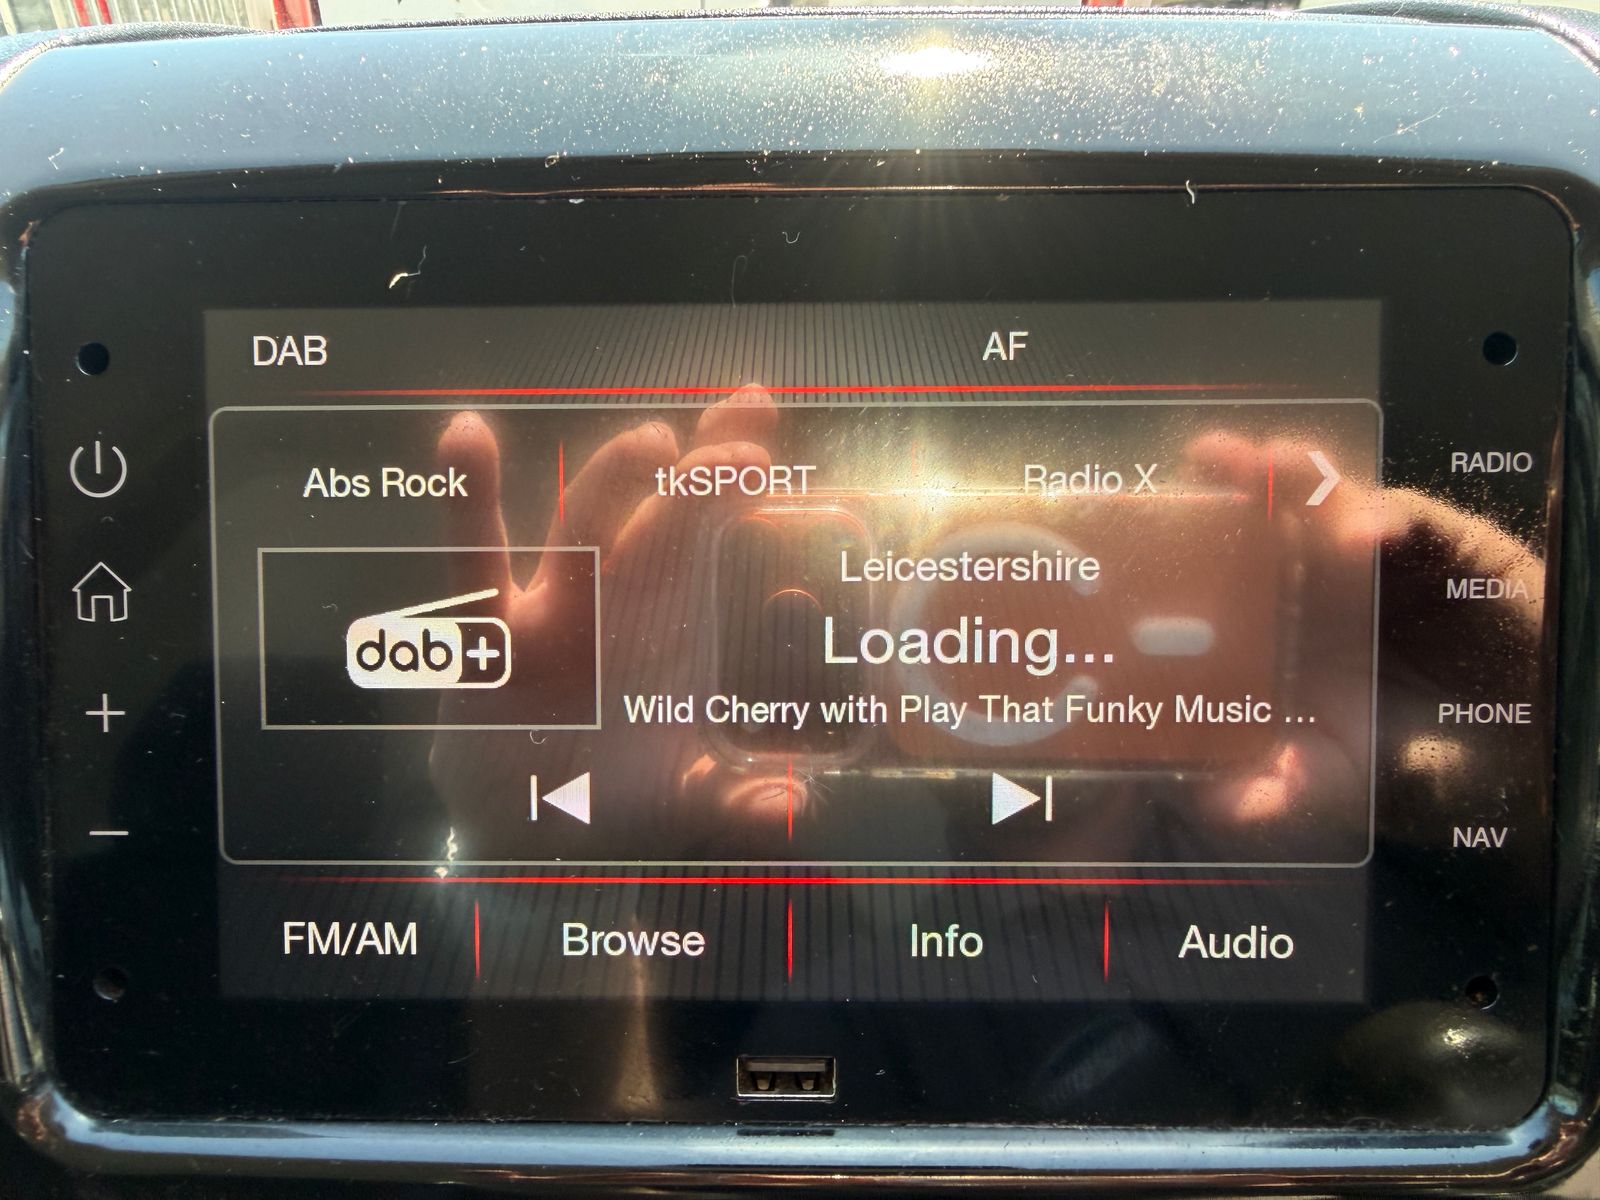 DAB AF
Abs Rock tkSPORT Radio X
RADIO
Leicestershire
MEDIA
dab+
Loading...
Wild Cherry with Play That Funky Music ...
PHONE
NAV
FM/AM Browse Info Audio